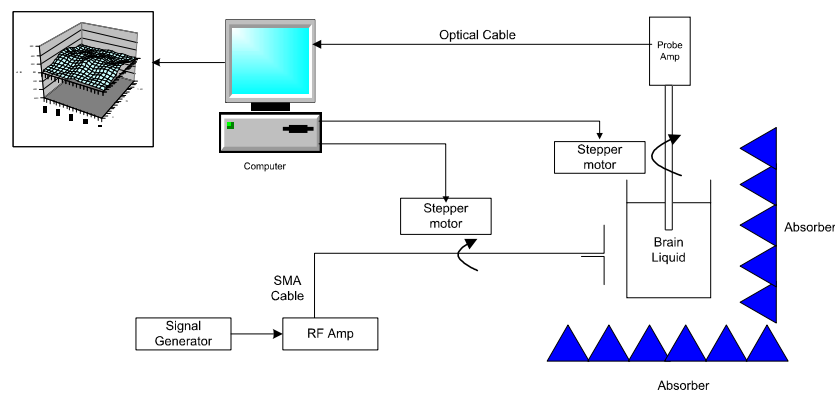 Optical Cable
Probe
Amp
Computer
Stepper
motor
Stepper
motor
Absorber
Brain
Liquid
SMA
Cable
Signal
Generator
RF Amp
Absorber